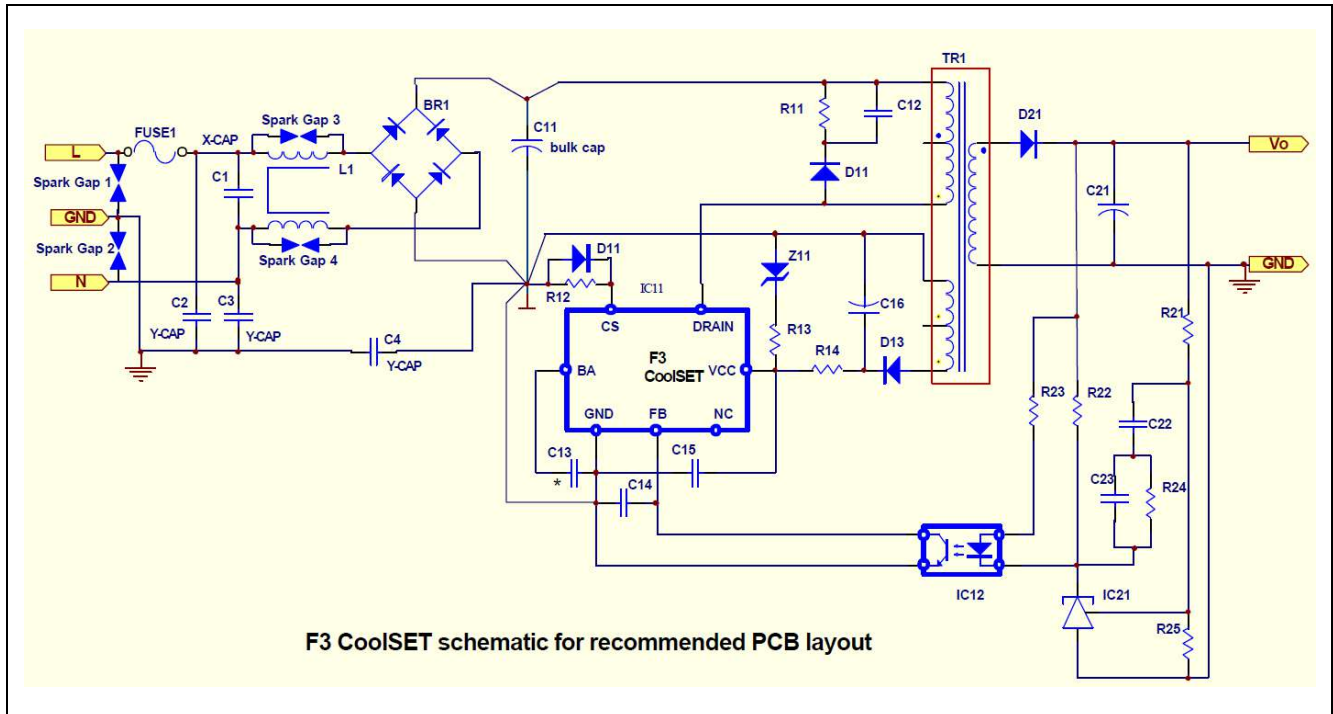 TR1
BR1
R11
C12
Spark Gap 3
D21
FUSE1
X-CAP
C11
bulk cap
L
Vo
Spark Gap 1
C1
L1
D11
C21
GND
Spark Gap 2
Spark Gap 4
D11
Z11
GND
N
R12
IC11
C16
C2
C3
CS
DRAIN
R21
Y-CAP
Y-CAP
C4
R13
F3
CoolSET
R14
D13
Y-CAP
BA
VCC
R23
R22
GND
FB
NC
C22
C13
C15
C23
R24
*
C14
IC12
IC21
R25
F3 CoolSET schematic for recommended PCB layout